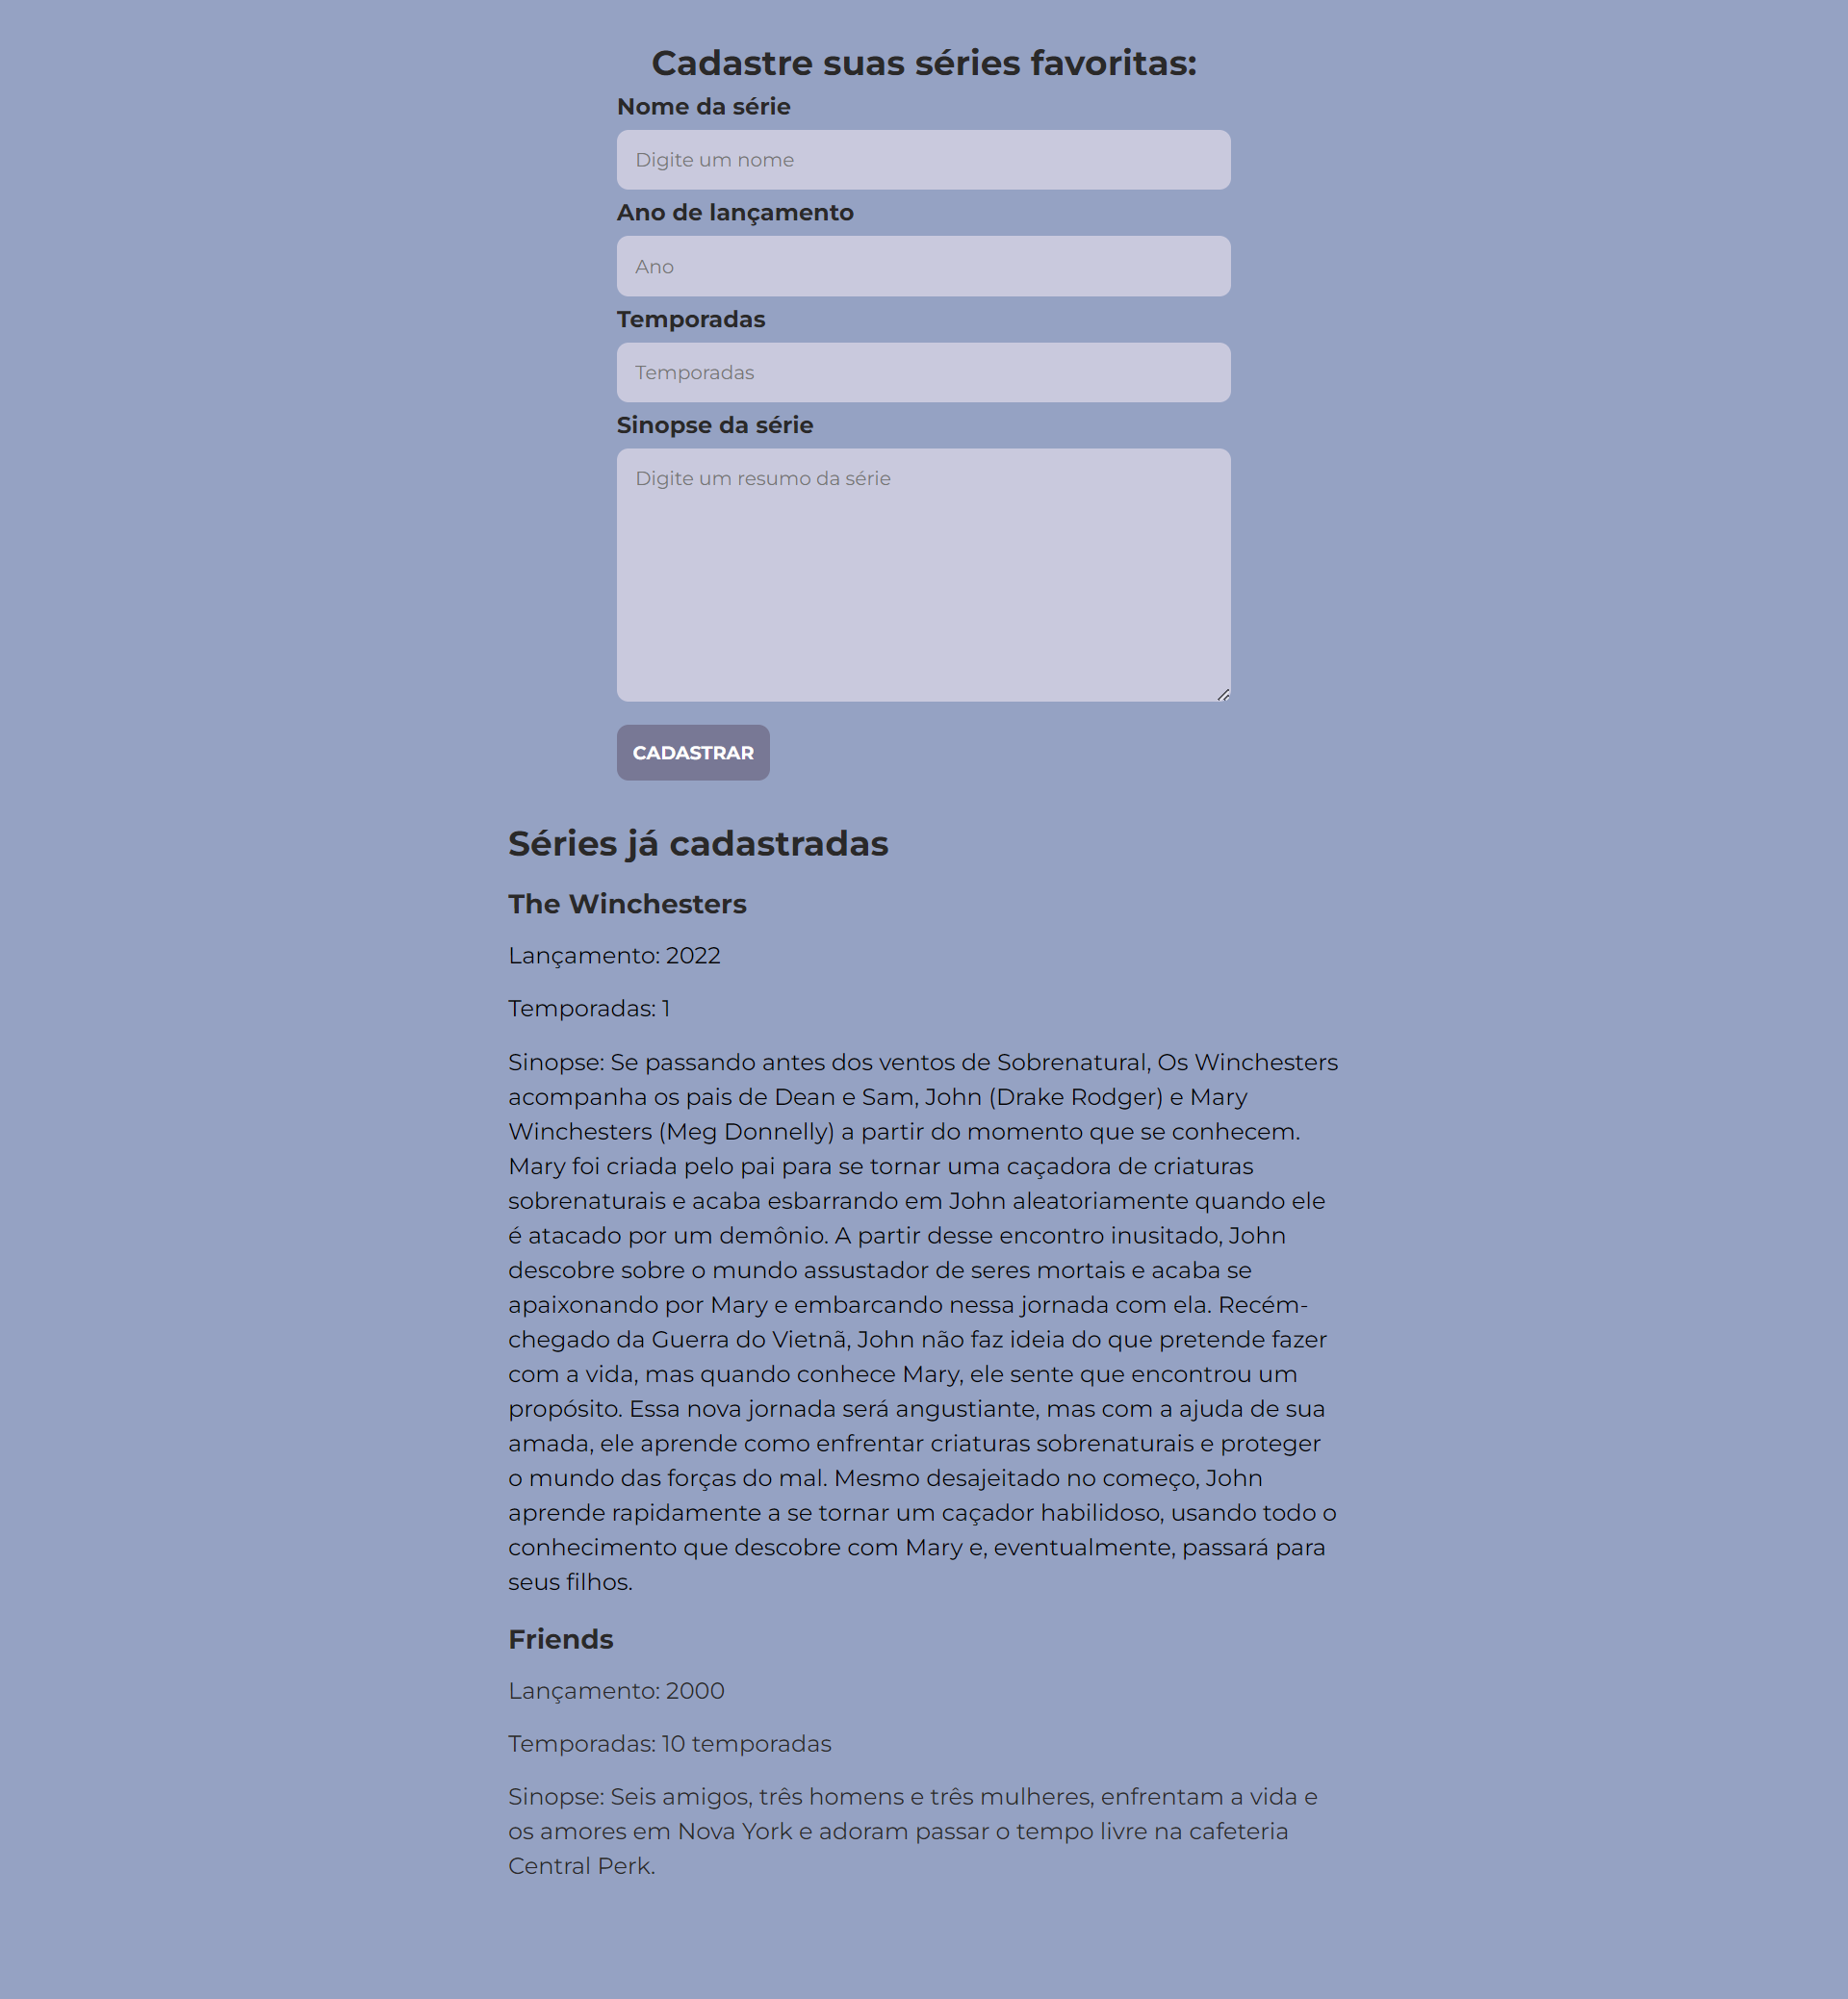 Cadastre suas séries favoritas:
Nome da série
Digite um nome
Ano de lançamento
Ano
Temporadas
Temporadas
Sinopse da série
Digite um resumo da série
CADASTRAR
Séries já cadastradas
The Winchesters
Lançamento: 2022
Temporadas: 1
Sinopse: Se passando antes dos ventos de Sobrenatural, Os Winchesters
acompanha os pais de Dean e Sam, John (Drake Rodger) e Mary
Winchesters (Meg Donnelly) a partir do momento que se conhecem.
Mary foi criada pelo pai para se tornar uma caçadora de criaturas
sobrenaturais e acaba esbarrando em John aleatoriamente quando ele
é atacado por um demônio. A partir desse encontro inusitado, John
descobre sobre o mundo assustador de seres mortais e acaba se
apaixonando por Mary e embarcando nessa jornada com ela. Recém-
chegado da Guerra do Vietnã, John não faz ideia do que pretende fazer
com a vida, mas quando conhece Mary, ele sente que encontrou um
propósito. Essa nova jornada será angustiante, mas com a ajuda de sua
amada, ele aprende como enfrentar criaturas sobrenaturais e proteger
o mundo das forças do mal. Mesmo desajeitado no começo, John
aprende rapidamente a se tornar um caçador habilidoso, usando todo o
conhecimento que descobre com Mary e, eventualmente, passará para
seus filhos.
Friends
Lançamento: 2000
Temporadas: 10 temporadas
Sinopse: Seis amigos, três homens e três mulheres, enfrentam a vida e
os amores em Nova York e adoram passar o tempo livre na cafeteria
Central Perk.